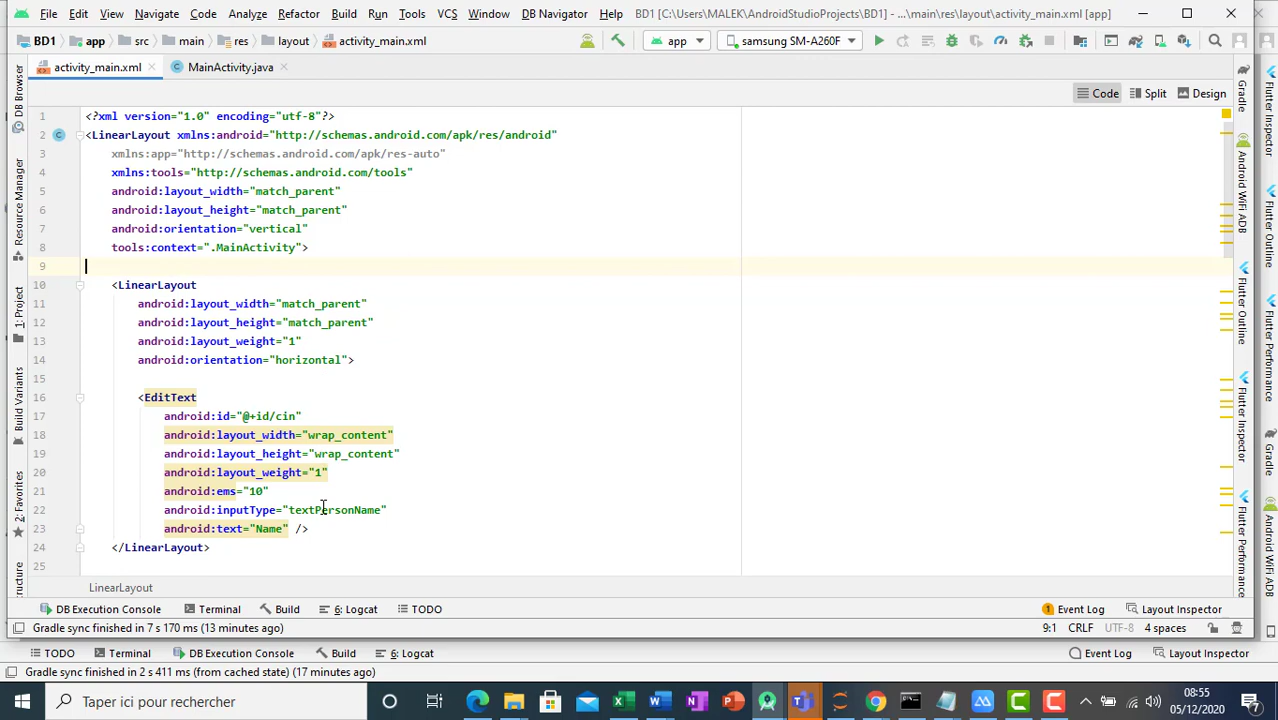 File Edit View Navigate Code Analyze Refactor Build Run Tools VCS Window DB Navigator Help BD1 [C:\Users\MALEK\AndroidStudioProjects\BD1] - ...\main\res\layout\activity_main.xml [app]
BD1 app src main res layout activity_main.xml app samsung SM-A260F
activity_main.xml MainActivity.java
Code Split Design
1 <?xml version="1.0" encoding="utf-8"?>
2 <LinearLayout xmlns:android="http://schemas.android.com/apk/res/android"
3 xmlns:app="http://schemas.android.com/apk/res-auto"
4 xmlns:tools="http://schemas.android.com/tools"
5 android:layout_width="match_parent"
6 android:layout_height="match_parent"
7 android:orientation="vertical"
8 tools:context=".MainActivity">
9
10 <LinearLayout
11 android:layout_width="match_parent"
12 android:layout_height="match_parent"
13 android:layout_weight="1"
14 android:orientation="horizontal">
15
16 <EditText
17 android:id="@+id/cin"
18 android:layout_width="wrap_content"
19 android:layout_height="wrap_content"
20 android:layout_weight="1"
21 android:ems="10"
22 android:inputType="textPersonName"
23 android:text="Name" />
24 </LinearLayout>
25
LinearLayout
DB Browser
Resource Manager
1: Project
Build Variants
2: Favorites
Gradle
Android WiFi ADB
Flutter Outline
Flutter Inspector
Flutter Performance
Flutter Inspector
Flutter Outline
Flutter Performance
Gradle
Android WiFi ADB
DB Execution Console Terminal Build 6: Logcat TODO 1 Event Log Layout Inspector
Gradle sync finished in 7 s 170 ms (13 minutes ago) 9:1 CRLF UTF-8 4 spaces
TODO Terminal DB Execution Console Build 6: Logcat Event Log Layout Inspector
Gradle sync finished in 2 s 411 ms (from cached state) (17 minutes ago)
Taper ici pour rechercher 08:55
05/12/2020
7